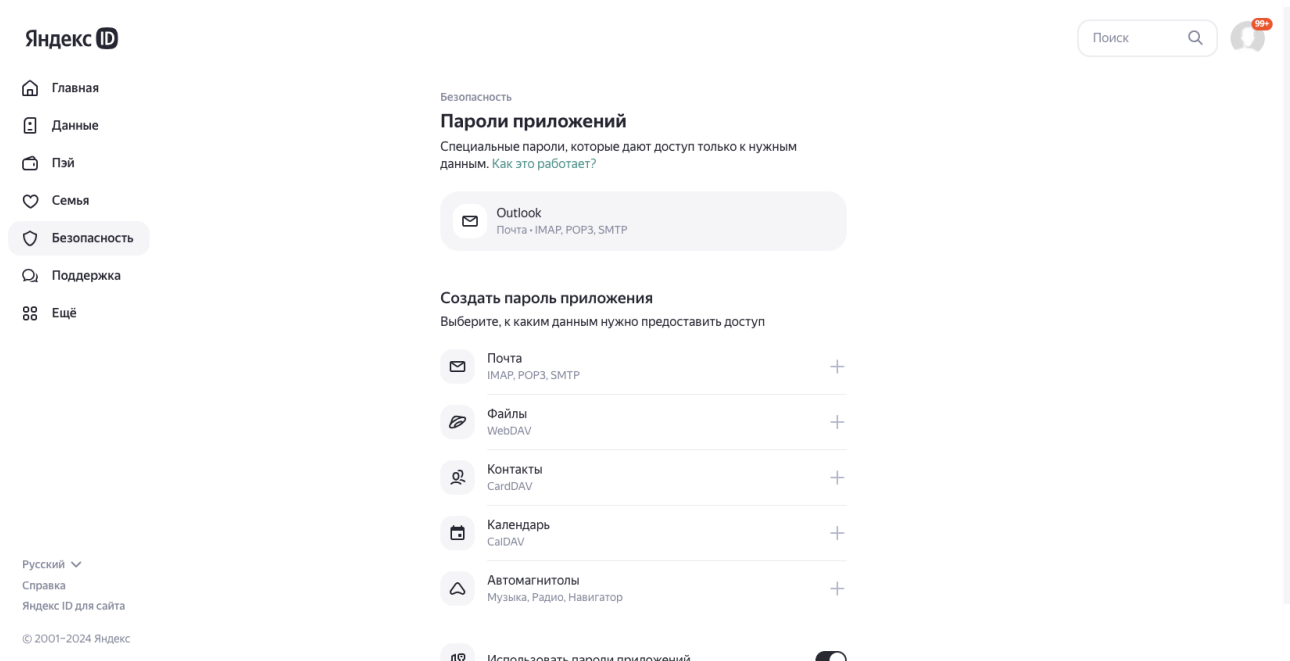 Яндекс ID
Поиск
99+
Главная
Данные
Пэй
Семья
Безопасность
Поддержка
Ещё
Безопасность
Пароли приложений
Специальные пароли, которые дают доступ только к нужным
данным. Как это работает?
Outlook
Почта • IMAP, POP3, SMTP
Создать пароль приложения
Выберите, к каким данным нужно предоставить доступ
Почта
IMAP, POP3, SMTP
Файлы
WebDAV
Контакты
CardDAV
Календарь
CalDAV
Автомагнитолы
Музыка, Радио, Навигатор
Использовать пароли приложений
Русский
Справка
Яндекс ID для сайта
© 2001–2024 Яндекс